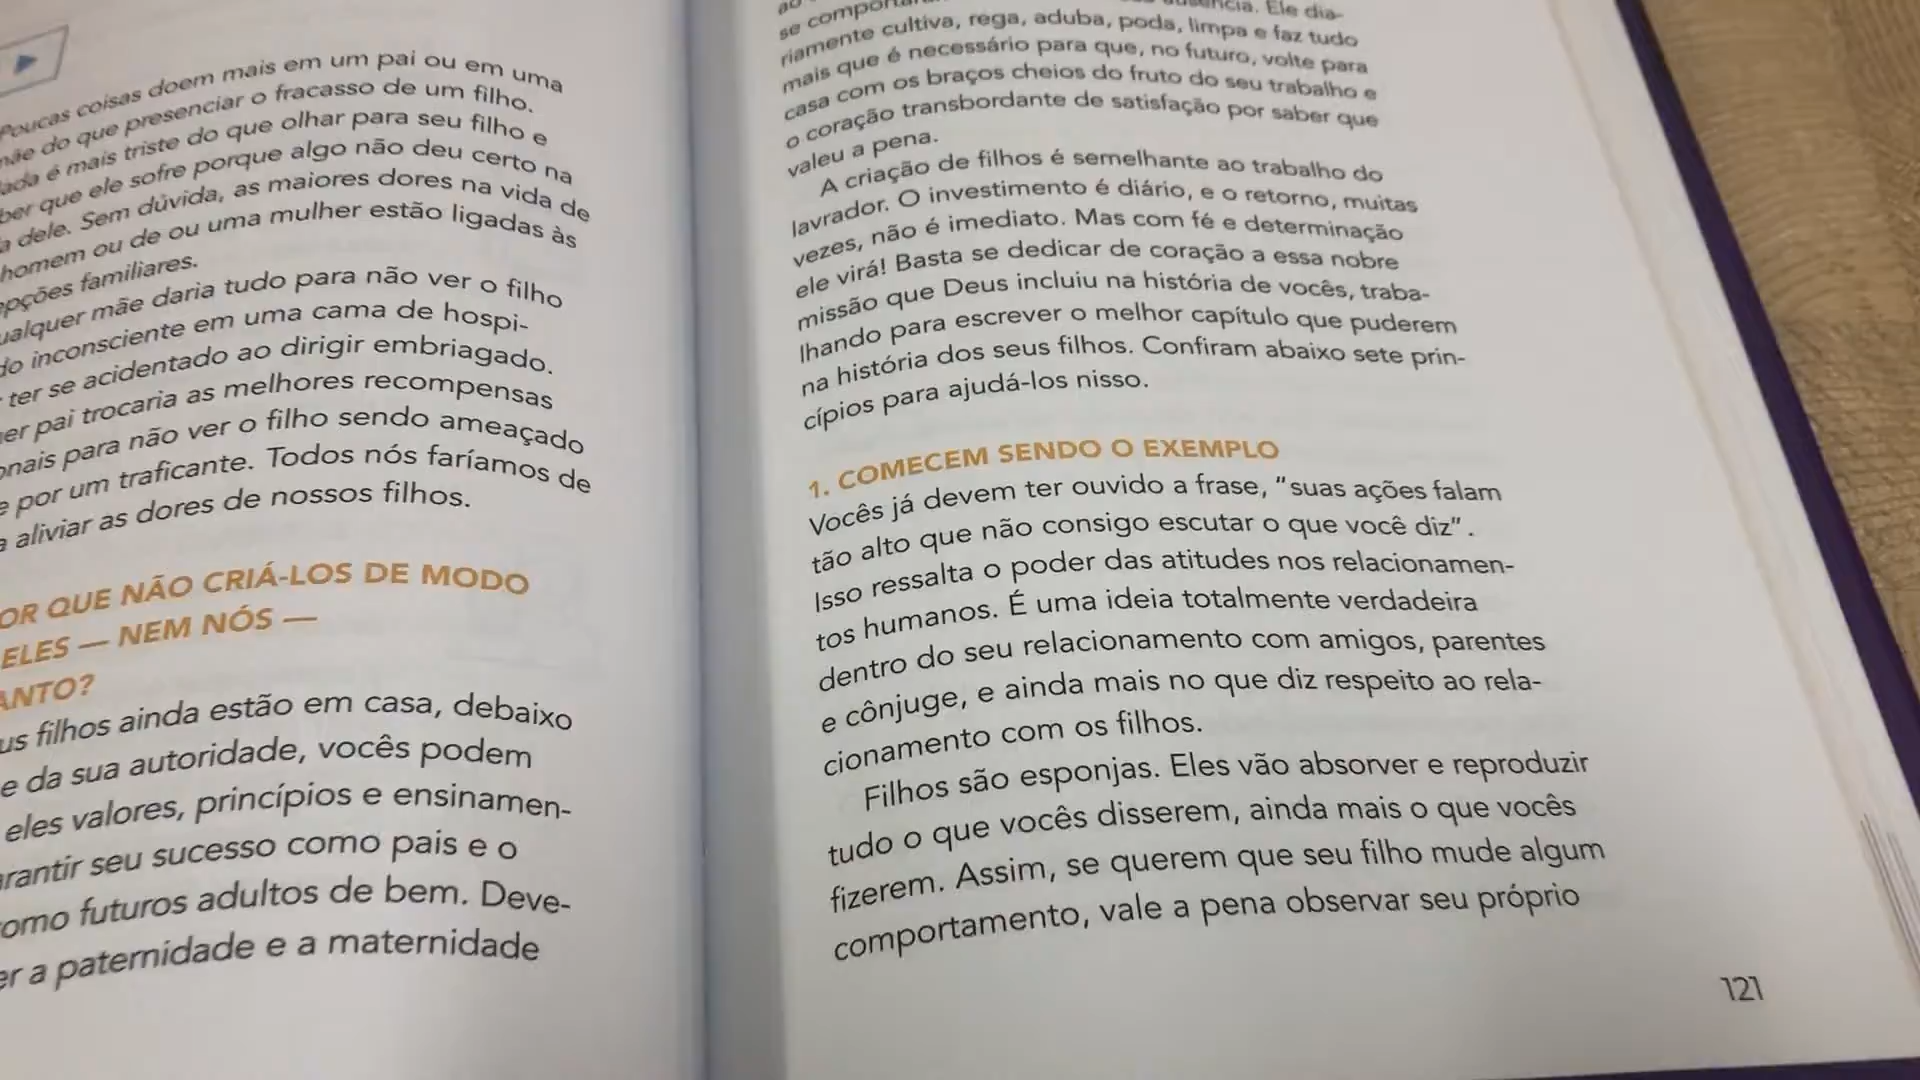 Poucas coisas doem mais em um pai ou em uma
mãe do que presenciar o fracasso de um filho.
é mais triste do que olhar para seu filho e
que ele sofre porque algo não deu certo na
dele. Sem dúvida, as maiores dores na vida de
homem ou de ou uma mulher estão ligadas às
familiares.
mãe daria tudo para não ver o filho
inconsciente em uma cama de hospi-
ter se acidentado ao dirigir embriagado.
pai trocaria as melhores recompensas
para não ver o filho sendo ameaçado
por um traficante. Todos nós faríamos de
aliviar as dores de nossos filhos.
OR QUE NÃO CRIÁ-LOS DE MODO
ELES — NEM NÓS —
ANTO?
us filhos ainda estão em casa, debaixo
e da sua autoridade, vocês podem
eles valores, princípios e ensinamen-
rantir seu sucesso como pais e o
omo futuros adultos de bem. Deve-
er a paternidade e a maternidade
se
Ele dia-
riamente cultiva, rega, aduba, poda, limpa e faz tudo
mais que é necessário para que, no futuro, volte para
casa com os braços cheios do fruto do seu trabalho e
o coração transbordante de satisfação por saber que
valeu a pena.
A criação de filhos é semelhante ao trabalho do
lavrador. O investimento é diário, e o retorno, muitas
vezes, não é imediato. Mas com fé e determinação
ele virá! Basta se dedicar de coração a essa nobre
missão que Deus incluiu na história de vocês, traba-
lhando para escrever o melhor capítulo que puderem
na história dos seus filhos. Confiram abaixo sete prin-
cípios para ajudá-los nisso.
1. COMECEM SENDO O EXEMPLO
Vocês já devem ter ouvido a frase, "suas ações falam
tão alto que não consigo escutar o que você diz".
Isso ressalta o poder das atitudes nos relacionamen-
tos humanos. É uma ideia totalmente verdadeira
dentro do seu relacionamento com amigos, parentes
e cônjuge, e ainda mais no que diz respeito ao rela-
cionamento com os filhos.
Filhos são esponjas. Eles vão absorver e reproduzir
tudo o que vocês disserem, ainda mais o que vocês
fizerem. Assim, se querem que seu filho mude algum
comportamento, vale a pena observar seu próprio
121